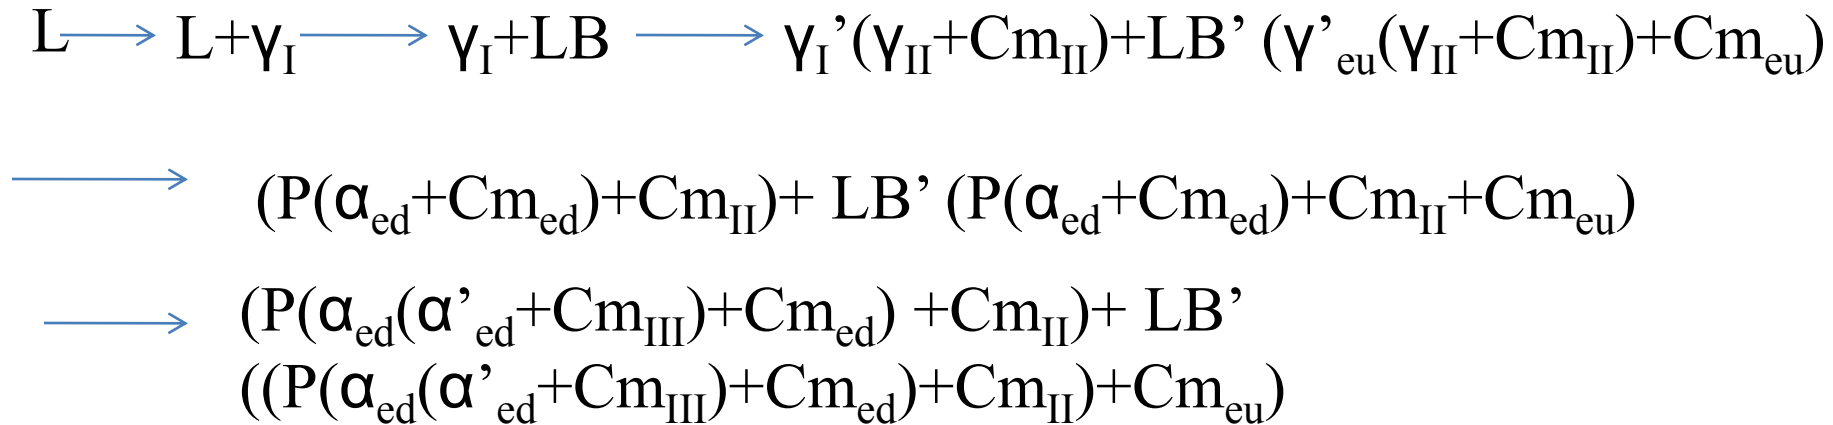 L → L+γI → γI+LB → γI’(γII+CmII)+LB’ (γ’eu(γII+CmII)+Cmeu)
→ (P(αed+Cmed)+CmII)+ LB’ (P(αed+Cmed)+CmII+Cmeu)
→ (P(αed(α’ed+CmIII)+Cmed) +CmII)+ LB’
((P(αed(α’ed+CmIII)+Cmed)+CmII)+Cmeu)